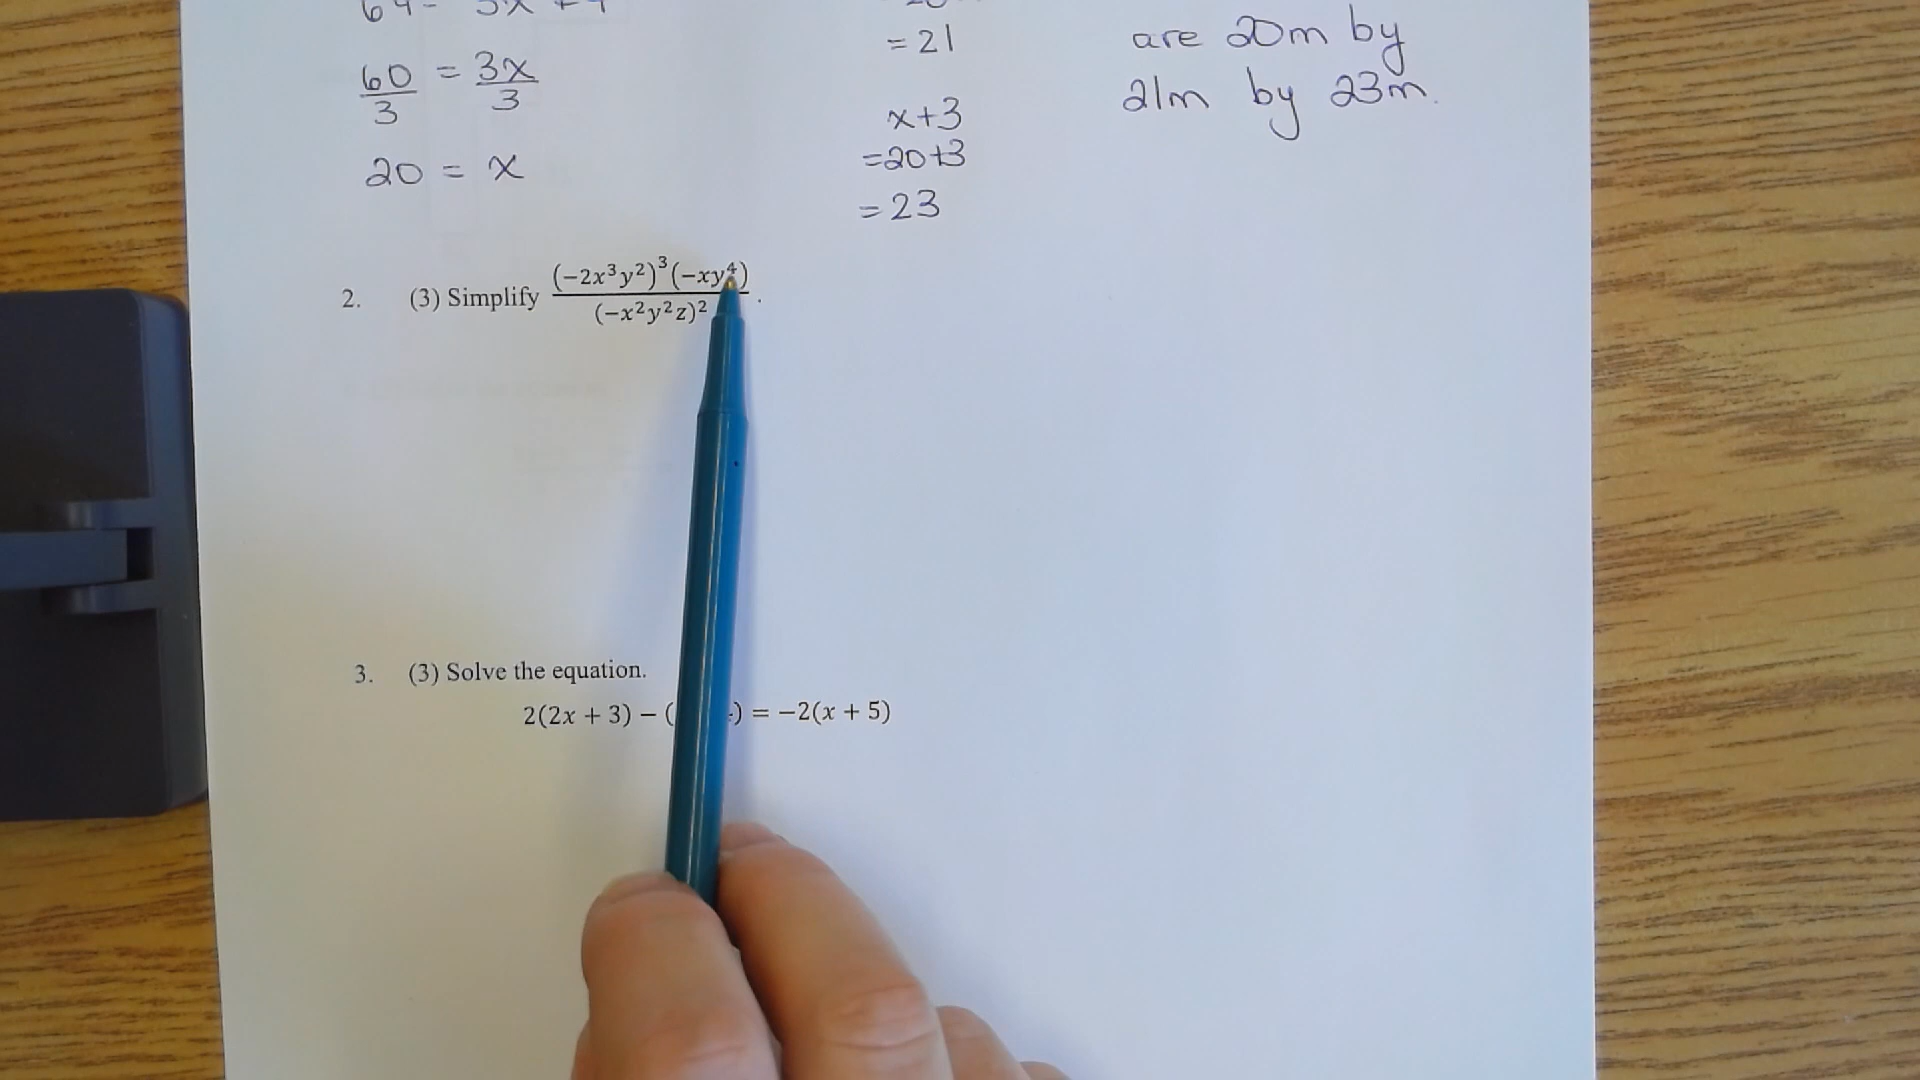 = 21
are 20m by
60/3 = 3x/3
21m by 23m.
x+3
20 = x
=20+3
= 23
2. (3) Simplify (−2x³y²)³(−xy⁴)/(−x²y²z)².
3. (3) Solve the equation.
2(2x + 3) − ( ) = −2(x + 5)